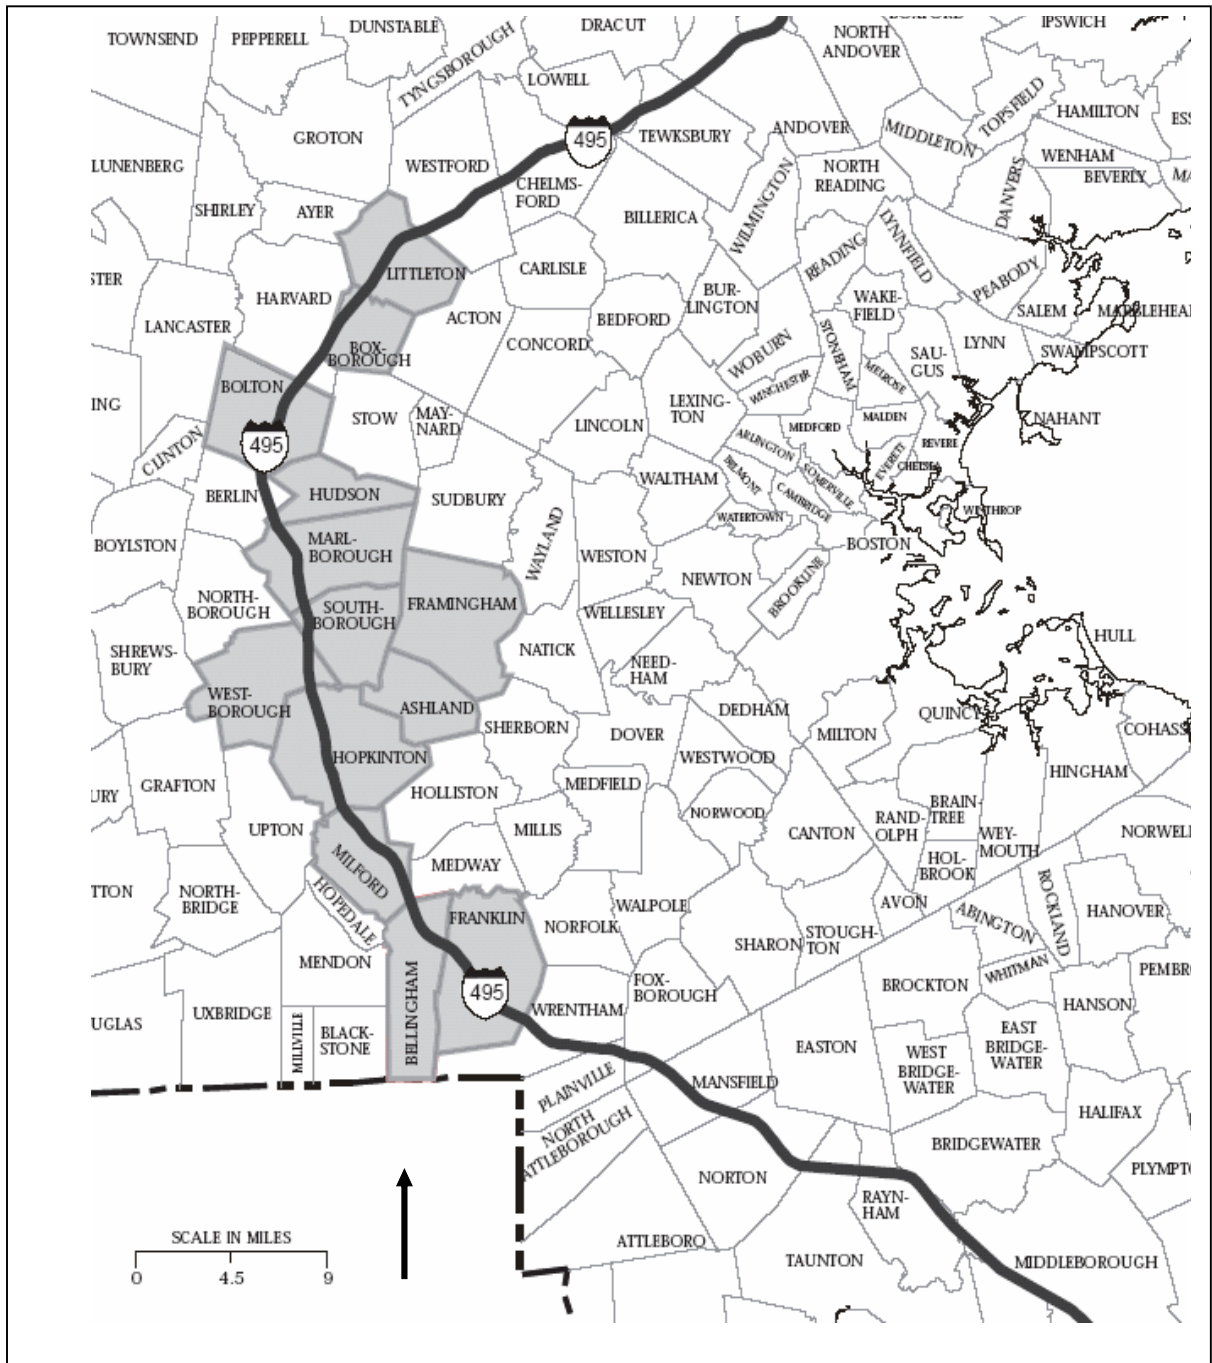 TOWNSEND
PEPPERELL
DUNSTABLE
DRACUT
IPSWICH
NORTH
ANDOVER
TYNGSBOROUGH
LOWELL
TOPSFIELD
HAMILTON
GROTON
495
TEWKSBURY
ANDOVER
MIDDLETON
LUNENBERG
WESTFORD
NORTH
READING
WENHAM
BEVERLY
DANVERS
SHIRLEY
AYER
CHELMS-
FORD
BILLERICA
WILMINGTON
LYNNFIELD
READING
LITTLETON
CARLISLE
PEABODY
STER
HARVARD
BUR-
LINGTON
WAKE-
FIELD
SALEM
LANCASTER
ACTON
BEDFORD
CONCORD
BOX-
BOROUGH
WOBURN
STONEHAM
SAU-
GUS
LYNN
SWAMPSCOTT
WINCHESTER
MELROSE
BOLTON
ING
STOW
MAY-
NARD
LEXING-
TON
LINCOLN
MEDFORD
MALDEN
NAHANT
495
CLINTON
ARLINGTON
REVERE
EVERETT
CHELSEA
BERLIN
HUDSON
SUDBURY
WALTHAM
BELMONT
SOMERVILLE
CAMBRIDGE
WATERTOWN
WINTHROP
BOYLSTON
MARL-
BOROUGH
WAYLAND
WESTON
BOSTON
NEWTON
BROOKLINE
NORTH-
BOROUGH
SOUTH-
BOROUGH
FRAMINGHAM
WELLESLEY
HULL
SHREWS-
BURY
NATICK
NEED-
HAM
WEST-
BOROUGH
ASHLAND
SHERBORN
DOVER
DEDHAM
MILTON
QUINCY
COHASS
HOPKINTON
WESTWOOD
HINGHAM
GRAFTON
URY
HOLLISTON
MEDFIELD
NORWOOD
CANTON
RAND-
OLPH
BRAIN-
TREE
WEY-
MOUTH
NORWELL
UPTON
MILLIS
MILFORD
MEDWAY
HOL-
BROOK
TTON
NORTH-
BRIDGE
HOPEDALE
FRANKLIN
NORFOLK
WALPOLE
AVON
ABINGTON
ROCKLAND
HANOVER
SHARON
STOUGH-
TON
MENDON
BELLINGHAM
495
WRENTHAM
FOX-
BOROUGH
BROCKTON
WHITMAN
PEMBR
HANSON
UGLAS
UXBRIDGE
MILLVILLE
BLACK-
STONE
EASTON
WEST
BRIDGE-
WATER
EAST
BRIDGE-
WATER
PLAINVILLE
MANSFIELD
HALIFAX
NORTH
ATTLEBOROUGH
BRIDGEWATER
NORTON
RAYN-
HAM
ATTLEBORO
TAUNTON
MIDDLEBOROUGH
SCALE IN MILES
0 4.5 9